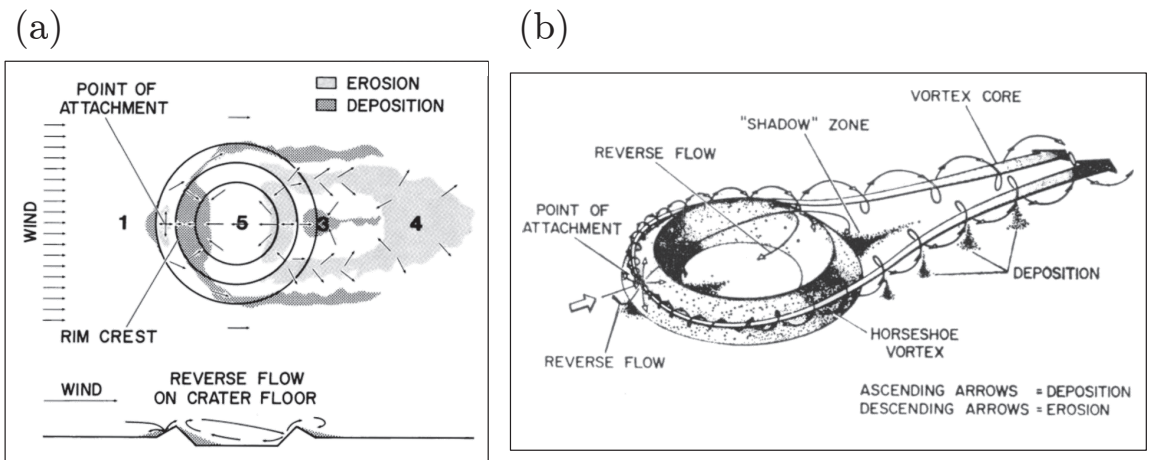 (a)
POINT OF
ATTACHMENT
EROSION
DEPOSITION
WIND
1
5
3
4
RIM CREST
WIND
REVERSE FLOW
ON CRATER FLOOR
(b)
VORTEX CORE
"SHADOW" ZONE
REVERSE FLOW
POINT OF
ATTACHMENT
DEPOSITION
HORSESHOE
VORTEX
REVERSE FLOW
ASCENDING ARROWS = DEPOSITION
DESCENDING ARROWS = EROSION